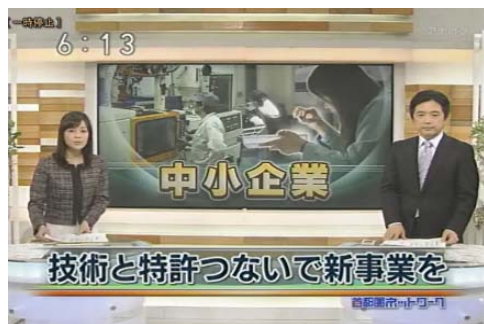 [一時停止]
6:13
中小企業
技術と特許つないで新事業を
首都圏ネットワーク